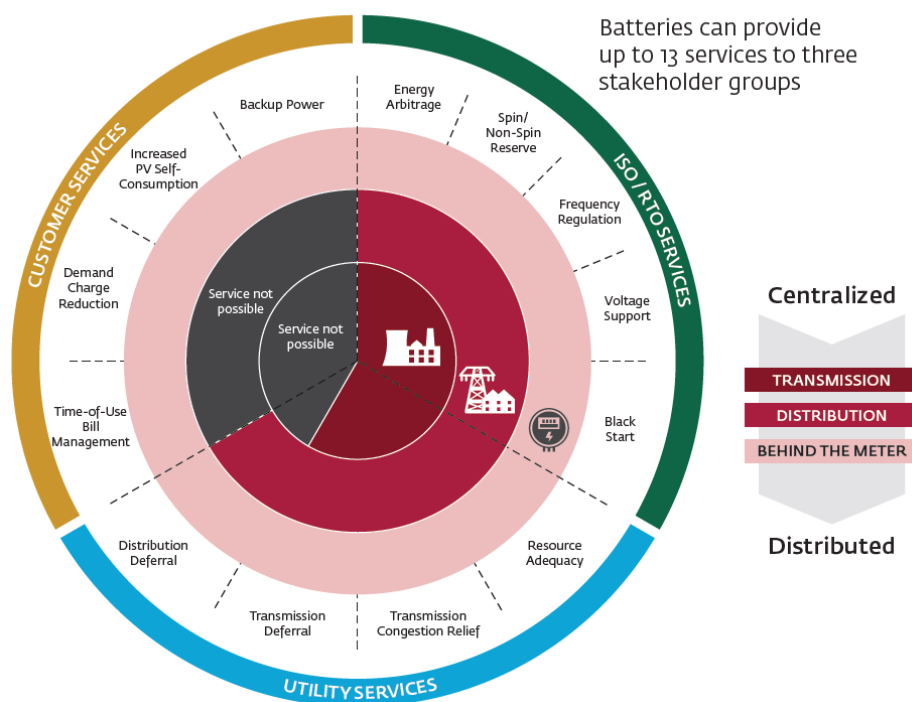 Batteries can provide
up to 13 services to three
stakeholder groups
CUSTOMER SERVICES
ISO / RTO SERVICES
UTILITY SERVICES
Backup Power
Energy
Arbitrage
Spin/
Non-Spin
Reserve
Frequency
Regulation
Voltage
Support
Black
Start
Resource
Adequacy
Transmission
Congestion Relief
Transmission
Deferral
Distribution
Deferral
Time-of-Use
Bill
Management
Demand
Charge
Reduction
Increased
PV Self-
Consumption
Service not
possible
Service not
possible
Centralized
TRANSMISSION
DISTRIBUTION
BEHIND THE METER
Distributed